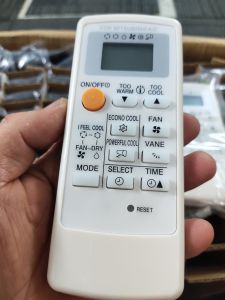 ON/OFF
TOO WARM
TOO COOL
ECONO COOL
FAN
I FEEL COOL
POWERFUL COOL
VANE
FAN DRY
MODE
SELECT
TIME
RESET